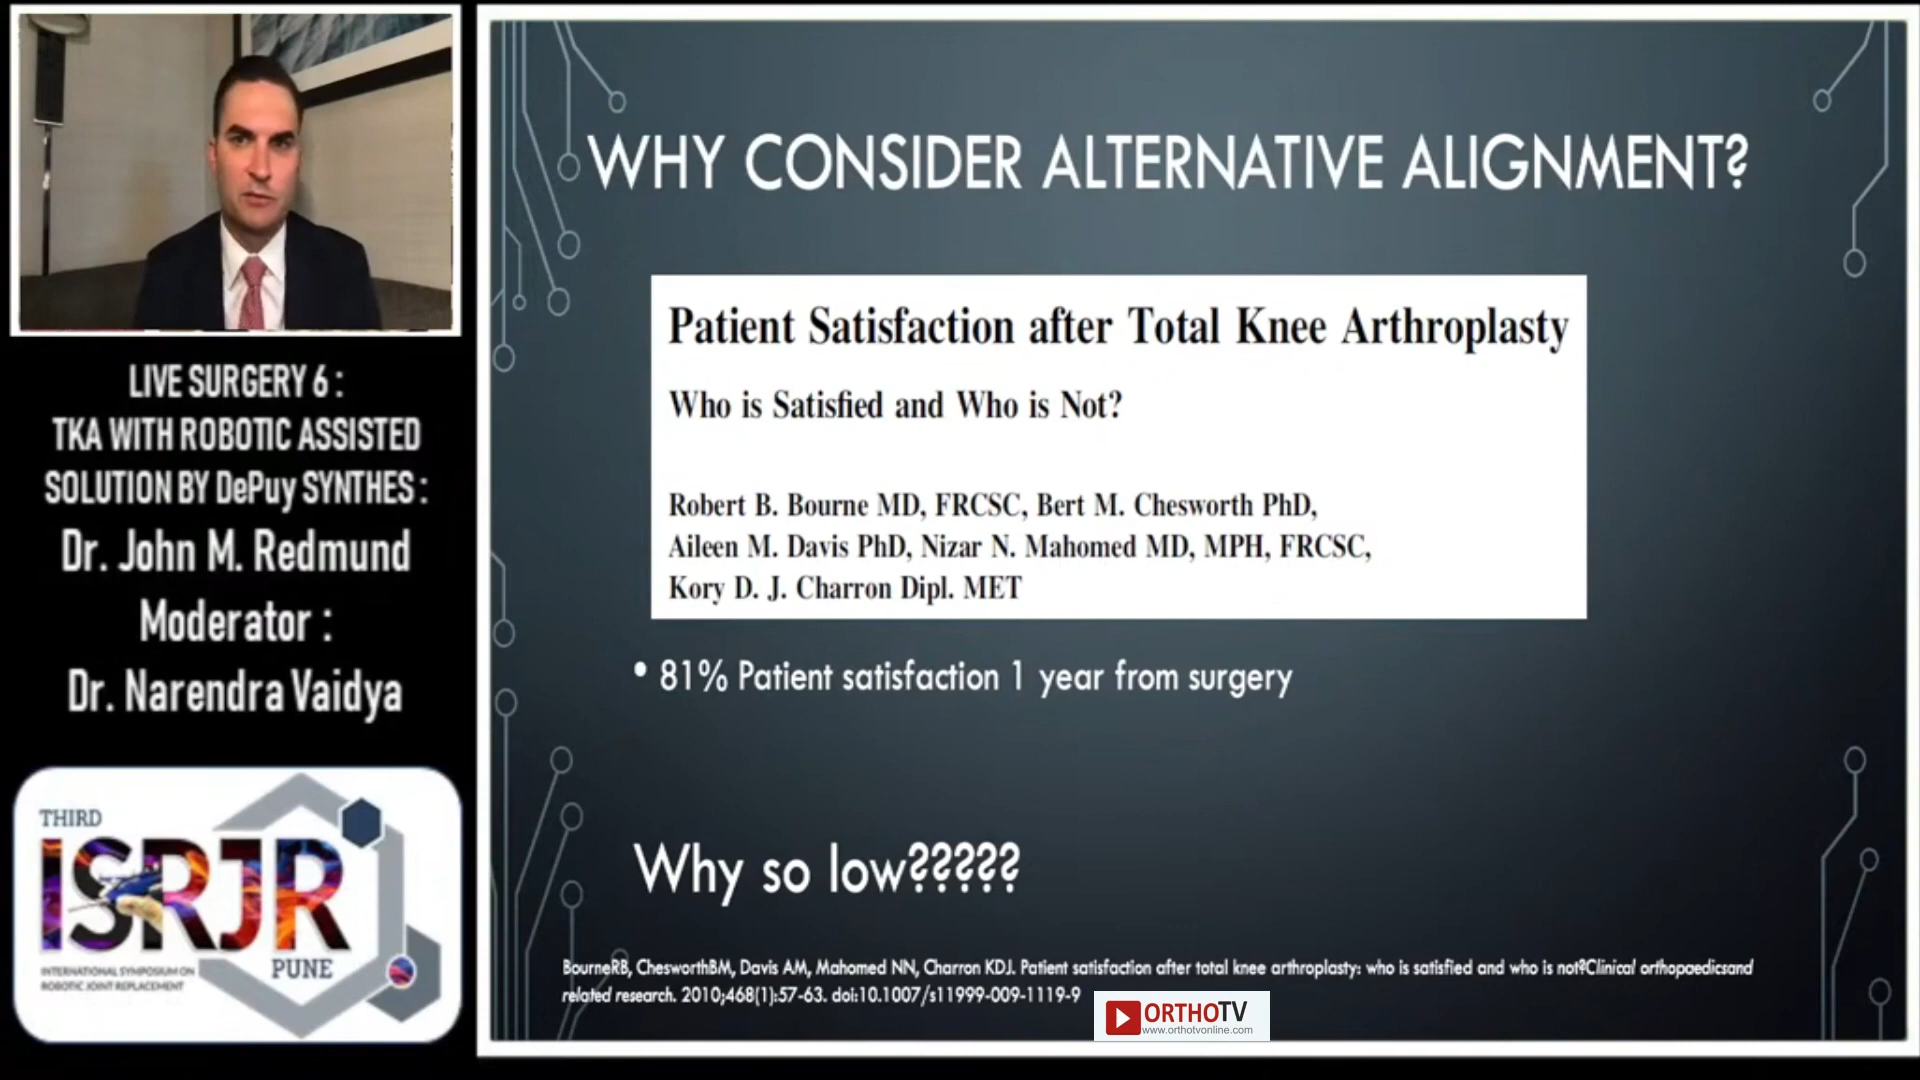 LIVE SURGERY 6 :
TKA WITH ROBOTIC ASSISTED
SOLUTION BY DePuy SYNTHES :
Dr. John M. Redmund
Moderator :
Dr. Narendra Vaidya
THIRD
ISRJR
PUNE
INTERNATIONAL SYMPOSIUM ON
ROBOTIC JOINT REPLACEMENT
WHY CONSIDER ALTERNATIVE ALIGNMENT?
Patient Satisfaction after Total Knee Arthroplasty
Who is Satisfied and Who is Not?
Robert B. Bourne MD, FRCSC, Bert M. Chesworth PhD,
Aileen M. Davis PhD, Nizar N. Mahomed MD, MPH, FRCSC,
Kory D. J. Charron Dipl. MET
• 81% Patient satisfaction 1 year from surgery
Why so low?????
BourneRB, ChesworthBM, Davis AM, Mahomed NN, Charron KDJ. Patient satisfaction after total knee arthroplasty: who is satisfied and who is not?Clinical orthopaedicsand
related research. 2010;468(1):57-63. doi:10.1007/s11999-009-1119-9
ORTHOTV
www.orthotvonline.com